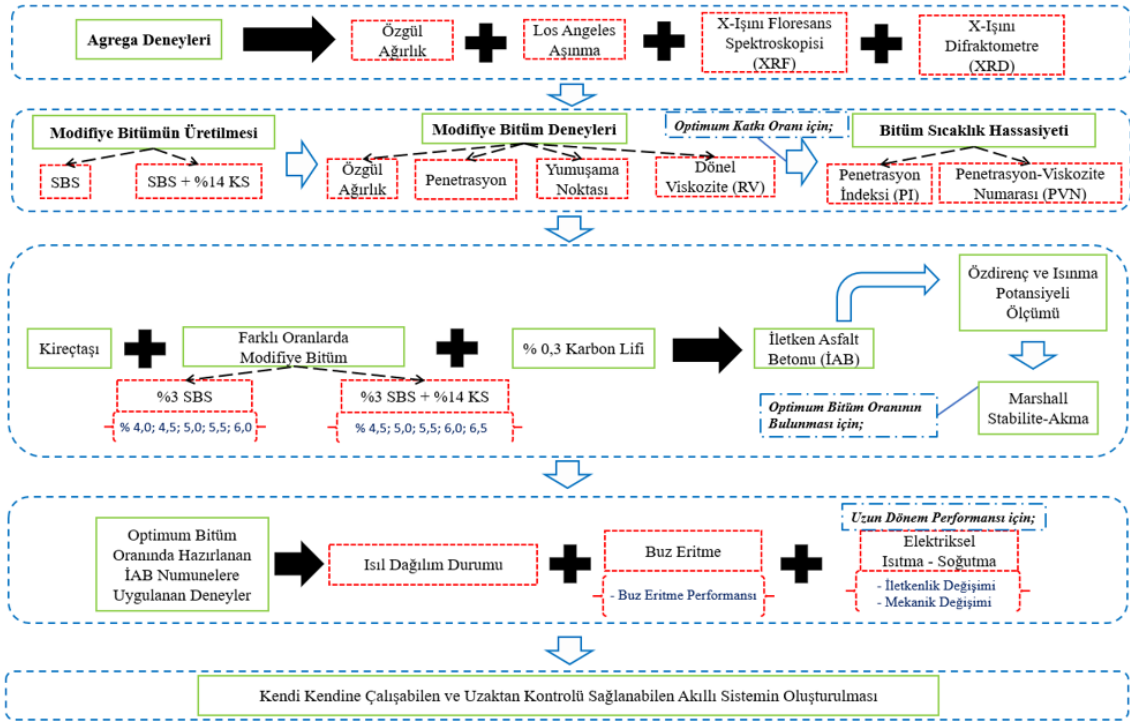 Agrega Deneyleri
Özgül
Ağırlık
Los Angeles
Aşınma
X-Işını Floresans
Spektroskopisi
(XRF)
X-Işını
Difraktometre
(XRD)
Modifiye Bitümün Üretilmesi
SBS
SBS + %14 KS
Modifiye Bitüm Deneyleri
Özgül
Ağırlık
Penetrasyon
Yumuşama
Noktası
Dönel
Viskozite (RV)
Optimum Katkı Oranı için;
Bitüm Sıcaklık Hassasiyeti
Penetrasyon
İndeksi (PI)
Penetrasyon-Viskozite
Numarası (PVN)
Kireçtaşı
Farklı Oranlarda
Modifiye Bitüm
%3 SBS
% 4,0; 4,5; 5,0; 5,5; 6,0
%3 SBS + %14 KS
% 4,5; 5,0; 5,5; 6,0; 6,5
% 0,3 Karbon Lifi
İletken Asfalt
Betonu (İAB)
Özdirenç ve Isınma
Potansiyeli
Ölçümü
Optimum Bitüm Oranının
Bulunması için;
Marshall
Stabilite-Akma
Optimum Bitüm
Oranında Hazırlanan
İAB Numunelere
Uygulanan Deneyler
Isıl Dağılım Durumu
Buz Eritme
- Buz Eritme Performansı
Uzun Dönem Performansı için;
Elektriksel
Isıtma - Soğutma
- İletkenlik Değişimi
- Mekanik Değişimi
Kendi Kendine Çalışabilen ve Uzaktan Kontrolü Sağlanabilen Akıllı Sistemin Oluşturulması